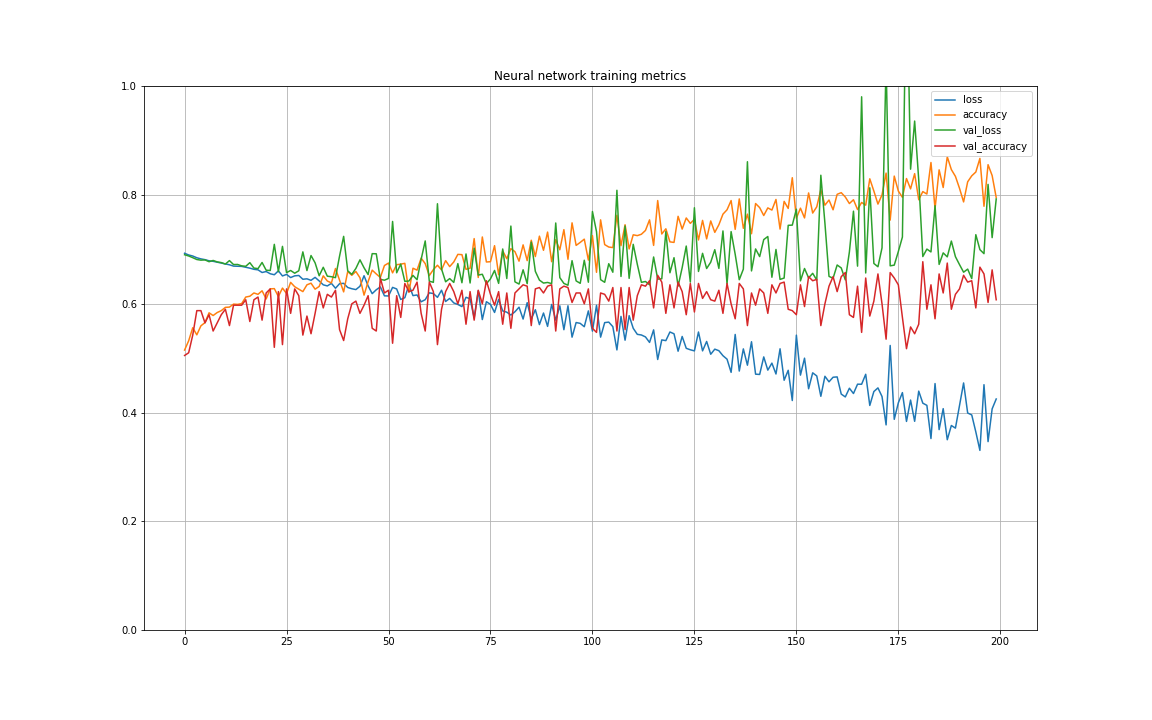 Neural network training metrics
1.0
0.8
0.6
0.4
0.2
0.0
0 25 50 75 100 125 150 175 200
loss
accuracy
val_loss
val_accuracy